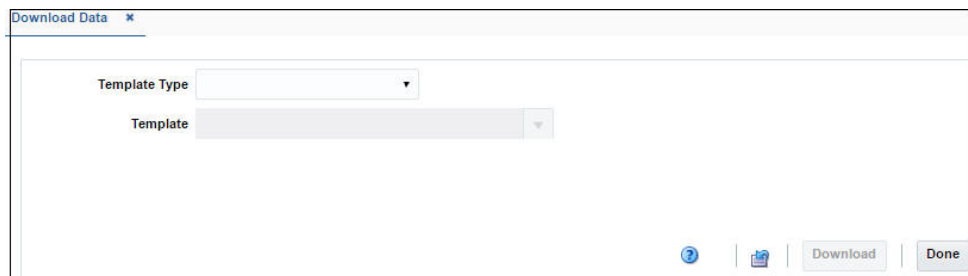 Download Data ×
Template Type
Template
? Download Done